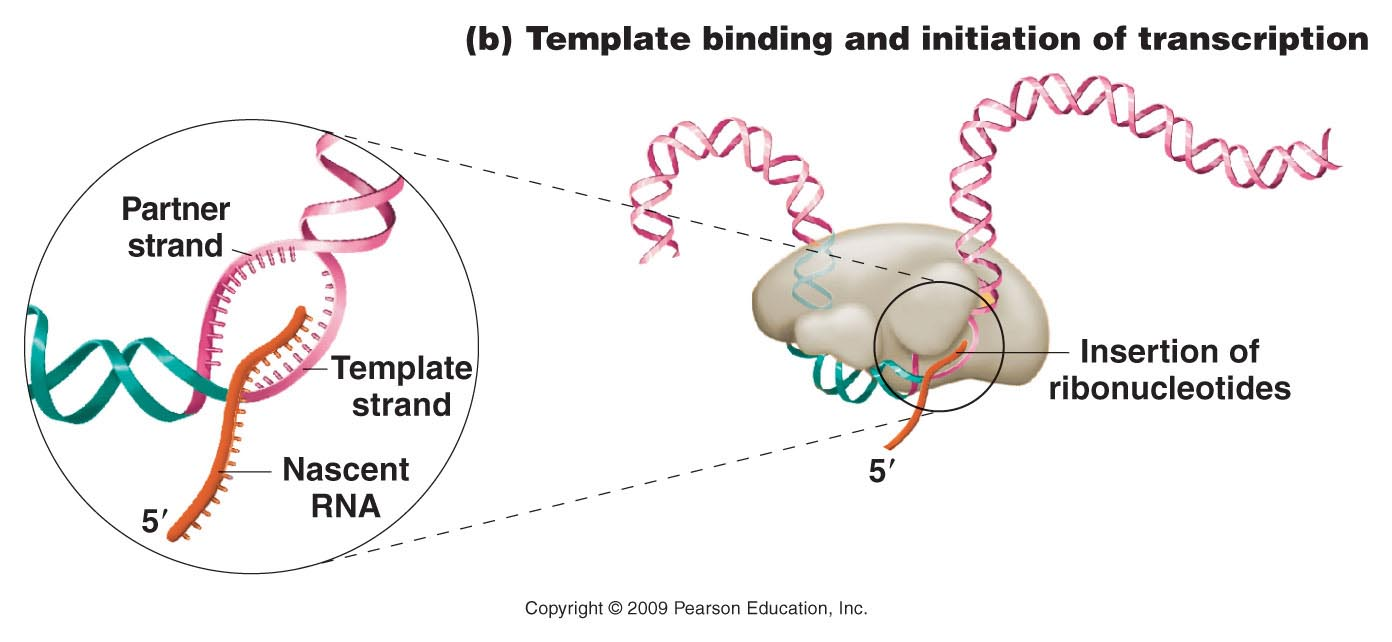 (b) Template binding and initiation of transcription
Partner
strand
Template
strand
Nascent
RNA
5′
Insertion of
ribonucleotides
5′
Copyright © 2009 Pearson Education, Inc.